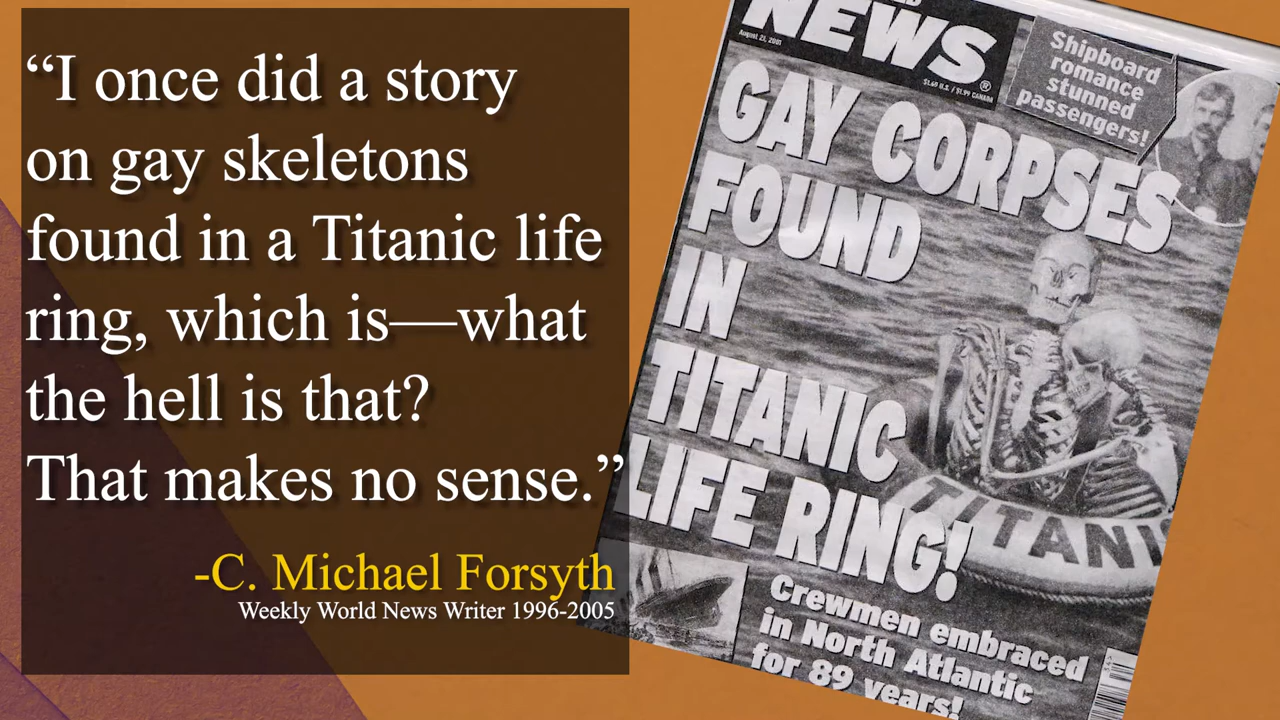 “I once did a story
on gay skeletons
found in a Titanic life
ring, which is—what
the hell is that?
That makes no sense.”
-C. Michael Forsyth
Weekly World News Writer 1996-2005
NEWS®
August 21, 2001
$1.69 U.S. / $1.99 CANADA
Shipboard
romance
stunned
passengers!
GAY CORPSES
FOUND
IN
TITANIC
LIFE RING!
TITANI
Crewmen embraced
in North Atlantic
for 89 years!